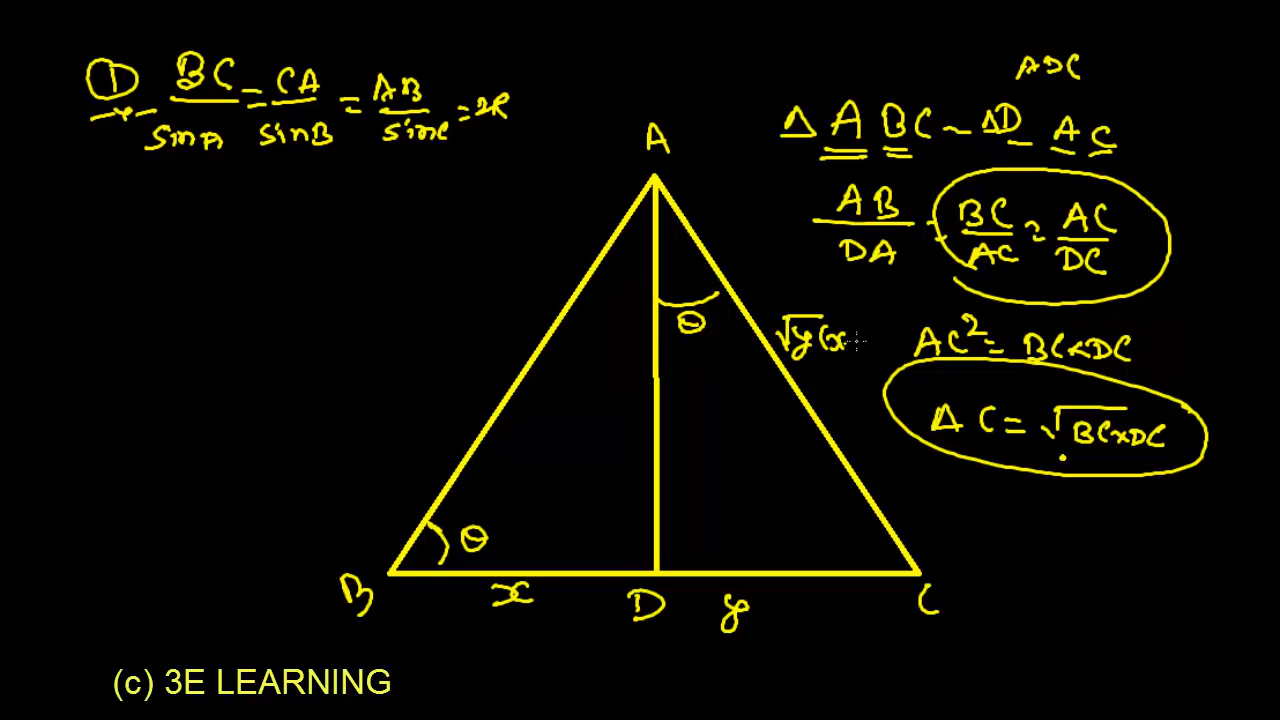 ① BC/sinA = CA/sinB = AB/sinC = 2R
ADC
Δ ABC ~ ΔDAC
AB/DA = BC/AC = AC/DC
AC² = BC×DC
AC = √BC×DC
A
θ
√y(x
θ
B x D y C
(c) 3E LEARNING